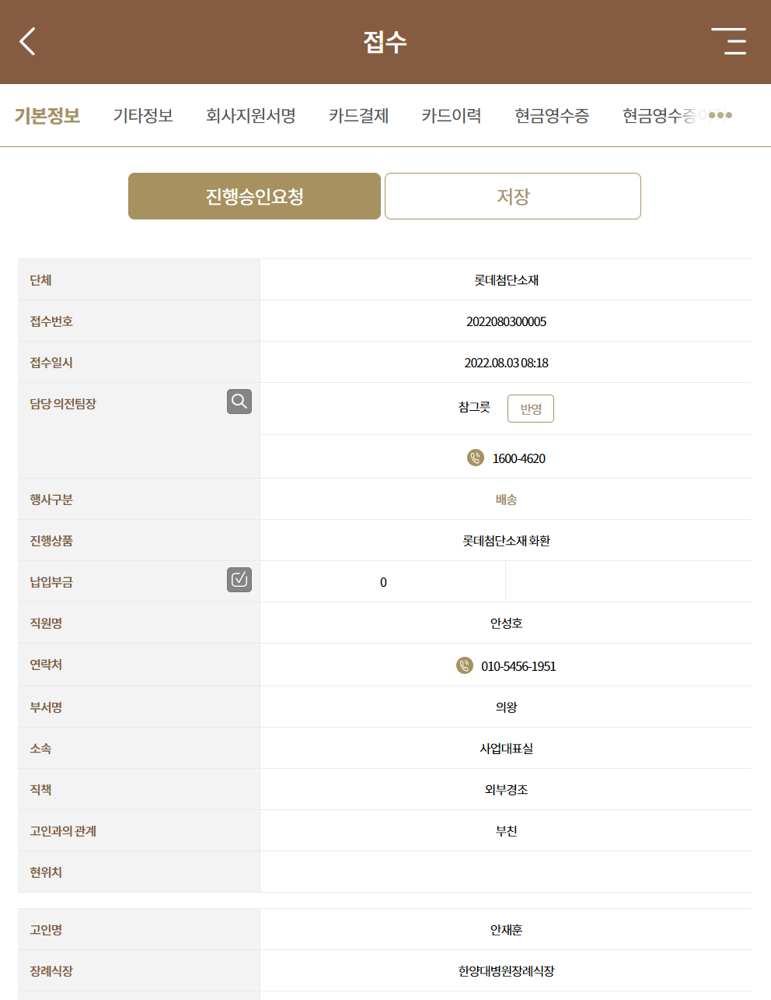 접수
기본정보 기타정보 회사지원서명 카드결제 카드이력 현금영수증 현금영수증
진행승인요청 저장
단체 롯데첨단소재
접수번호 2022080300005
접수일시 2022.08.03 08:18
담당 의전팀장 참그릇 반영
1600-4620
행사구분 배송
진행상품 롯데첨단소재 화환
납입부금 0
직원명 안성호
연락처 010-5456-1951
부서명 의왕
소속 사업대표실
직책 외부경조
고인과의 관계 부친
현위치
고인명 안재훈
장례식장 한양대병원장례식장